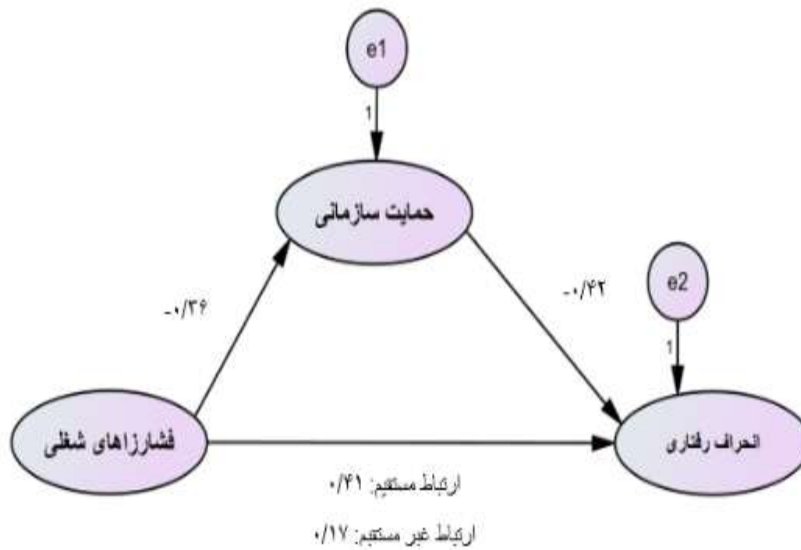 e1
1
حمایت سازمانی
e2
-۰/۳۶
-۰/۴۲
1
فشارزاهای شغلی
انحراف رفتاری
ارتباط مستقیم: ۰/۴۱
ارتباط غیر مستقیم: ۰/۱۷